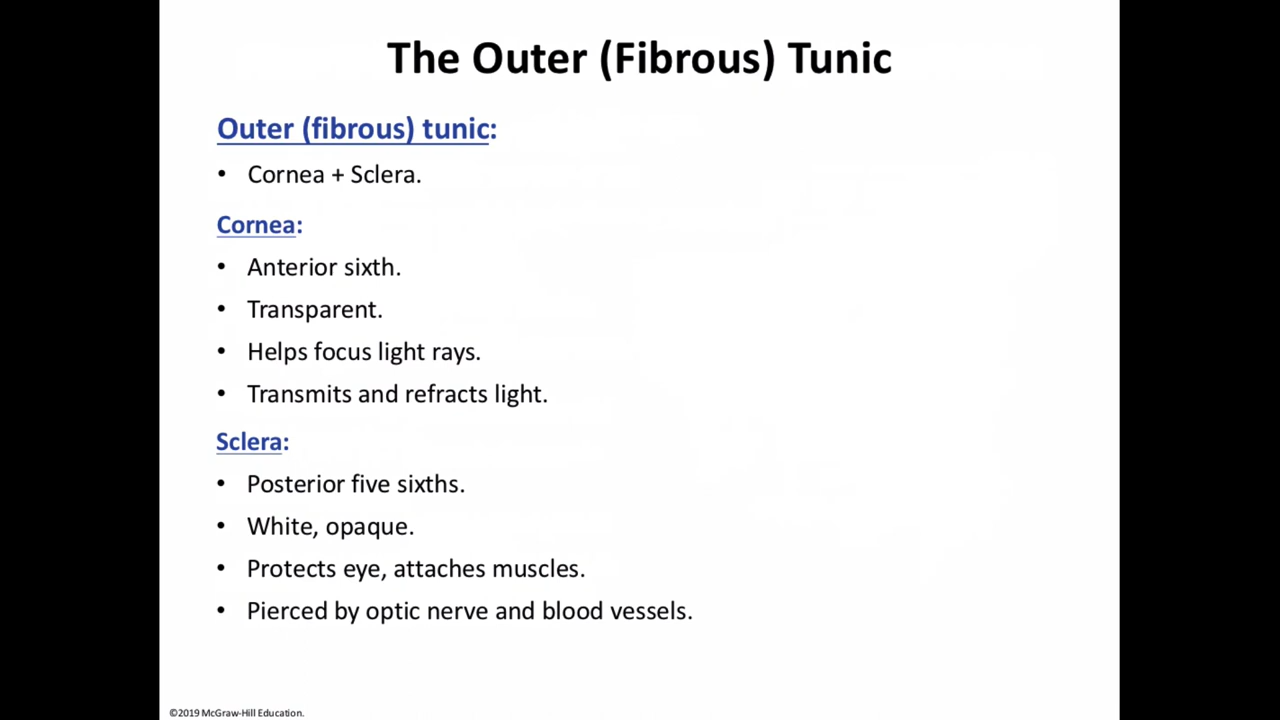 The Outer (Fibrous) Tunic
Outer (fibrous) tunic:
• Cornea + Sclera.
Cornea:
• Anterior sixth.
• Transparent.
• Helps focus light rays.
• Transmits and refracts light.
Sclera:
• Posterior five sixths.
• White, opaque.
• Protects eye, attaches muscles.
• Pierced by optic nerve and blood vessels.
©2019 McGraw-Hill Education.